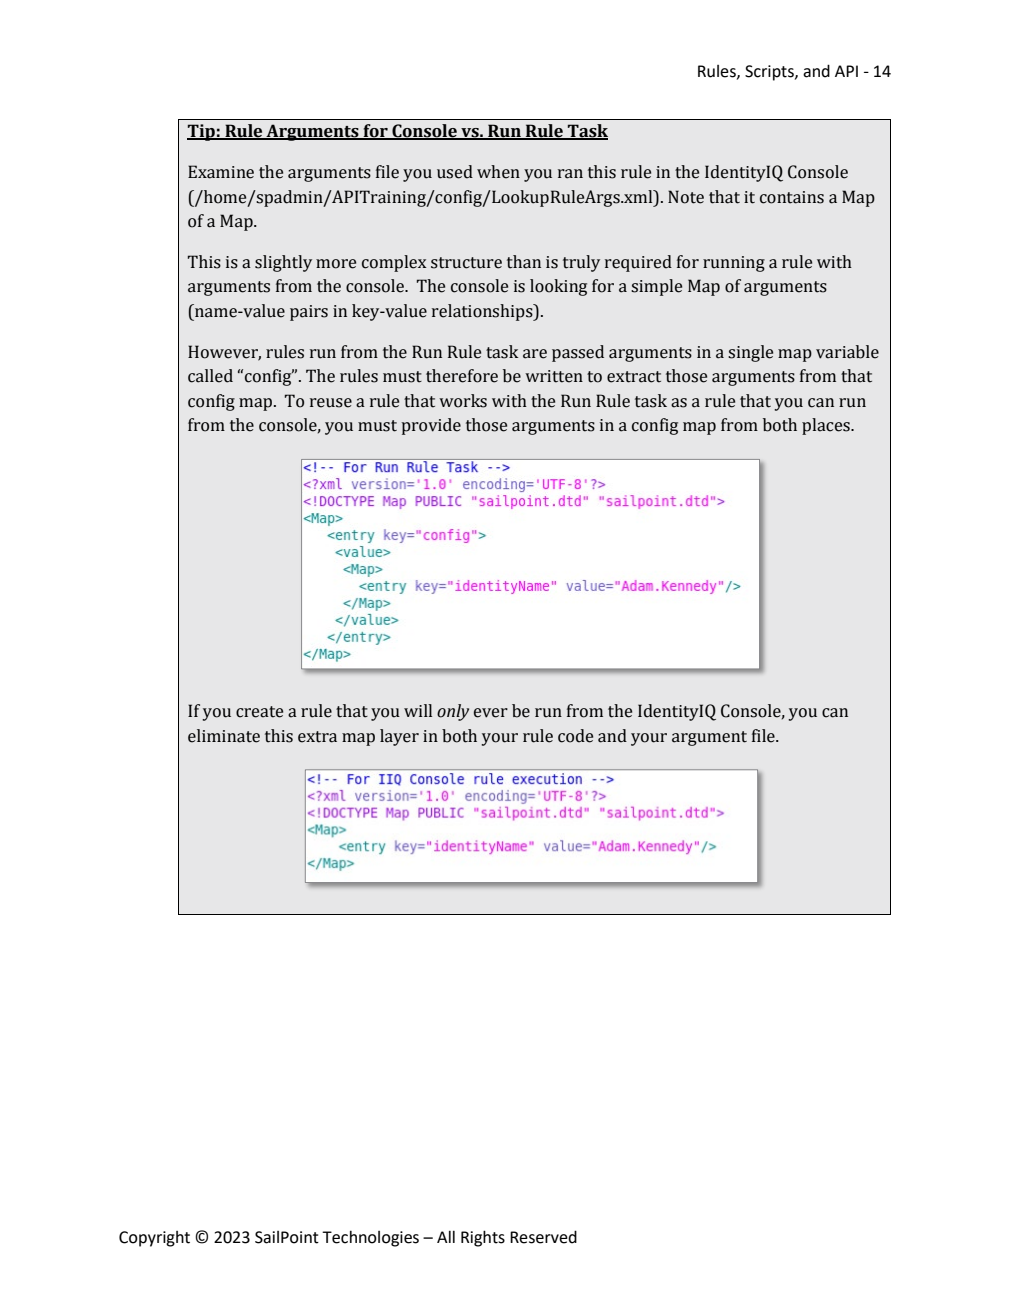 Rules, Scripts, and API - 14
Tip: Rule Arguments for Console vs. Run Rule Task
Examine the arguments file you used when you ran this rule in the IdentityIQ Console
(/home/spadmin/APITraining/config/LookupRuleArgs.xml). Note that it contains a Map
of a Map.
This is a slightly more complex structure than is truly required for running a rule with
arguments from the console.  The console is looking for a simple Map of arguments
(name-value pairs in key-value relationships).
However, rules run from the Run Rule task are passed arguments in a single map variable
called “config”. The rules must therefore be written to extract those arguments from that
config map.  To reuse a rule that works with the Run Rule task as a rule that you can run
from the console, you must provide those arguments in a config map from both places.
<!-- For Run Rule Task -->
<?xml version='1.0' encoding='UTF-8'?>
<!DOCTYPE Map PUBLIC "sailpoint.dtd" "sailpoint.dtd">
<Map>
   <entry key="config">
    <value>
     <Map>
       <entry key="identityName" value="Adam.Kennedy"/>
     </Map>
    </value>
   </entry>
</Map>
If you create a rule that you will only ever be run from the IdentityIQ Console, you can
eliminate this extra map layer in both your rule code and your argument file.
<!-- For IIQ Console rule execution -->
<?xml version='1.0' encoding='UTF-8'?>
<!DOCTYPE Map PUBLIC "sailpoint.dtd" "sailpoint.dtd">
<Map>
    <entry key="identityName" value="Adam.Kennedy"/>
</Map>
Copyright © 2023 SailPoint Technologies – All Rights Reserved